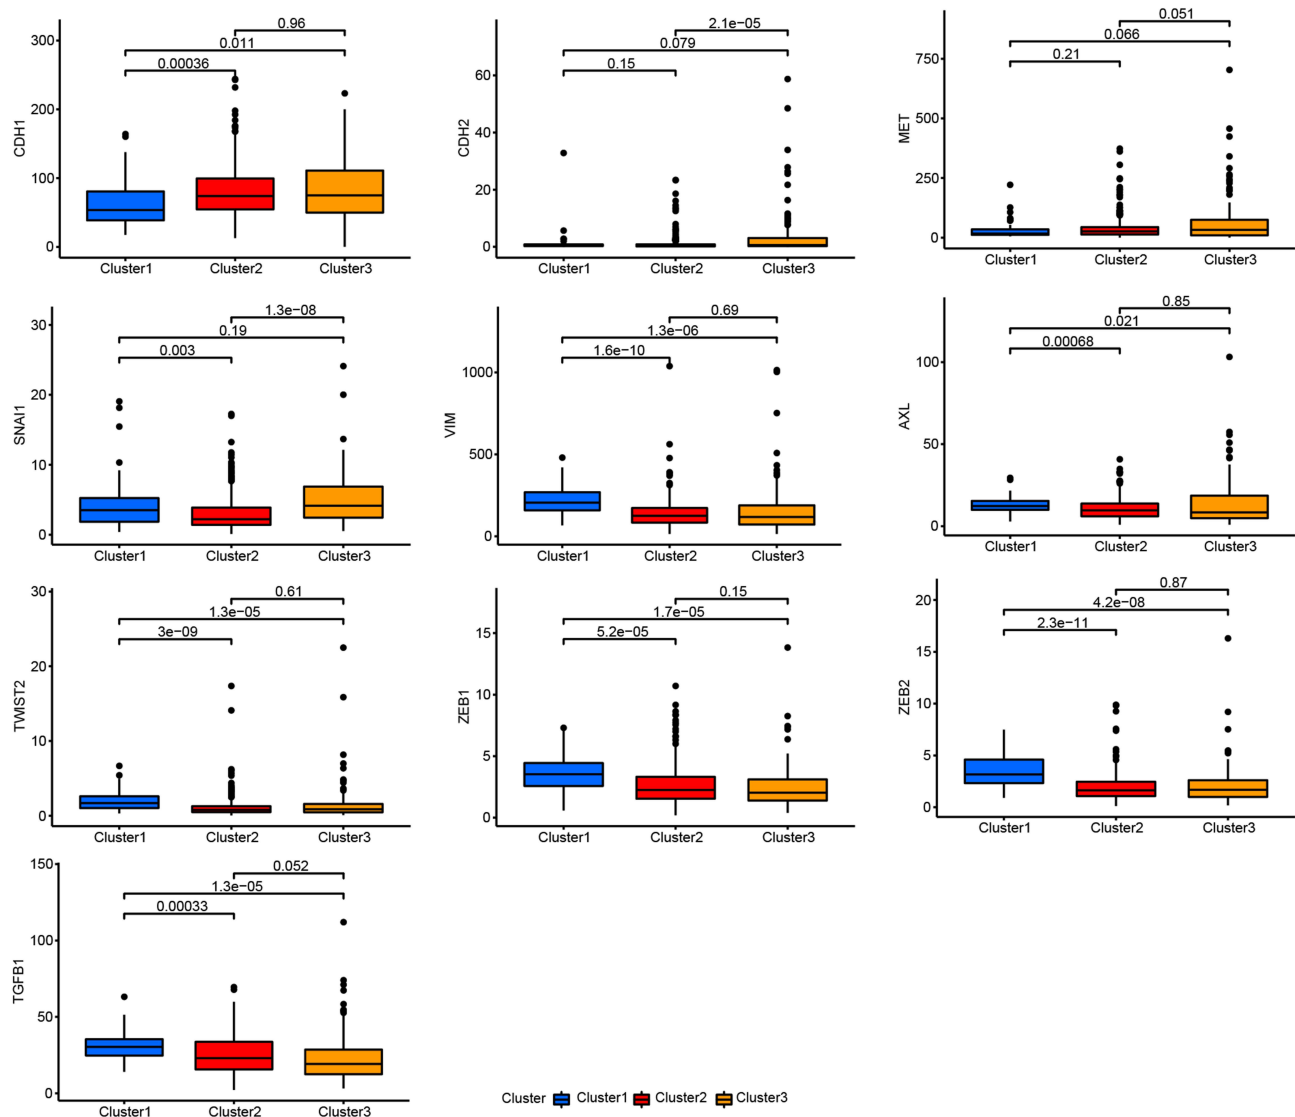 CDH1
300
200
100
0
0.96
0.011
0.00036
Cluster1 Cluster2 Cluster3
CDH2
60
40
20
0
2.1e−05
0.079
0.15
Cluster1 Cluster2 Cluster3
MET
750
500
250
0
0.051
0.066
0.21
Cluster1 Cluster2 Cluster3
SNAI1
30
20
10
0
1.3e−08
0.19
0.003
Cluster1 Cluster2 Cluster3
VIM
1000
500
0
0.69
1.3e−06
1.6e−10
Cluster1 Cluster2 Cluster3
AXL
100
50
0
0.85
0.021
0.00068
Cluster1 Cluster2 Cluster3
TWIST2
30
20
10
0
0.61
1.3e−05
3e−09
Cluster1 Cluster2 Cluster3
ZEB1
15
10
5
0
0.15
1.7e−05
5.2e−05
Cluster1 Cluster2 Cluster3
ZEB2
20
15
10
5
0
0.87
4.2e−08
2.3e−11
Cluster1 Cluster2 Cluster3
TGFB1
150
100
50
0
0.052
1.3e−05
0.00033
Cluster1 Cluster2 Cluster3
Cluster Cluster1 Cluster2 Cluster3